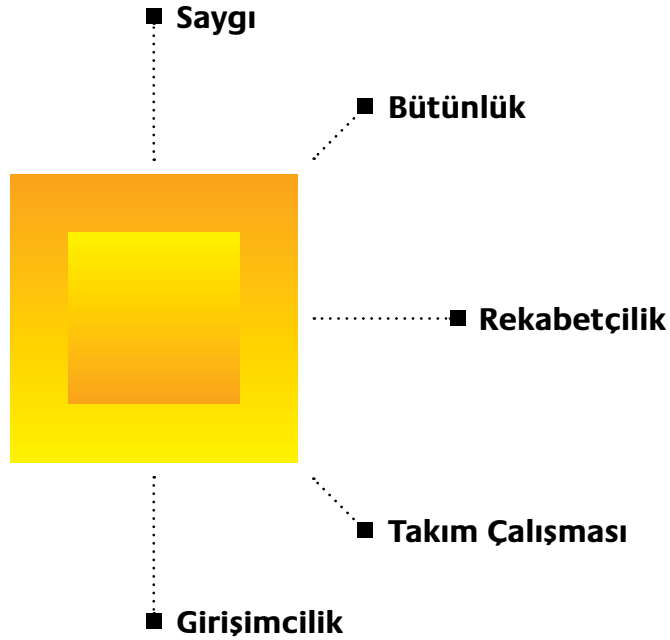 Saygı
Bütünlük
Rekabetçilik
Takım Çalışması
Girişimcilik